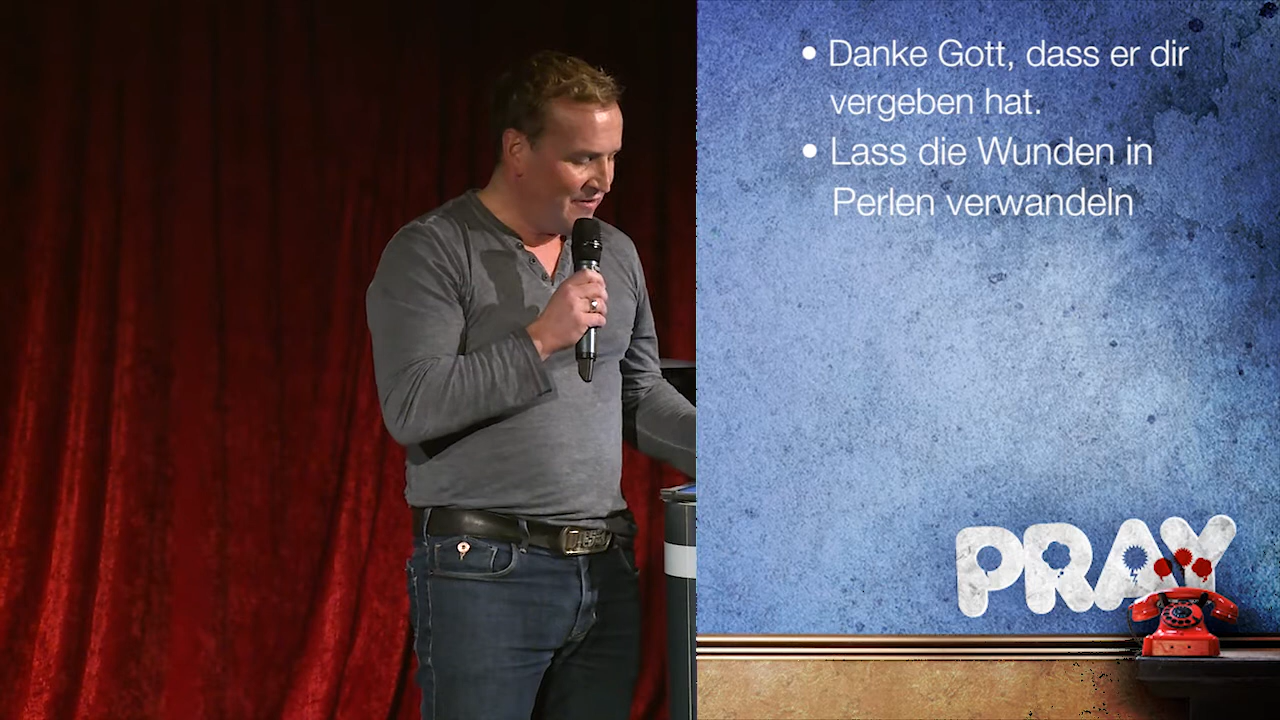 • Danke Gott, dass er dir
vergeben hat.
• Lass die Wunden in
Perlen verwandeln
PRAY